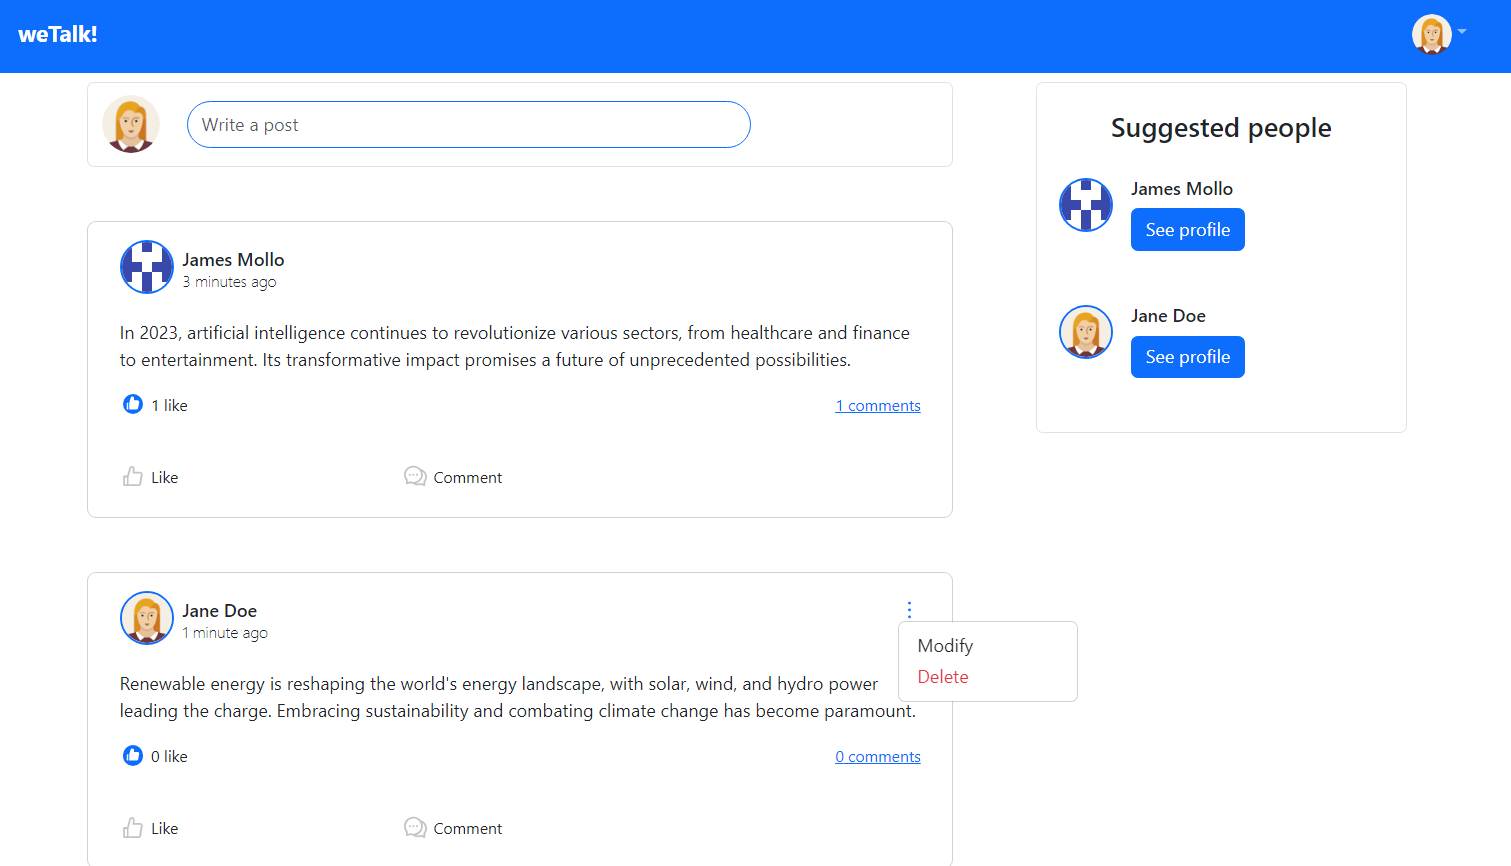 weTalk!
Write a post
James Mollo
3 minutes ago
In 2023, artificial intelligence continues to revolutionize various sectors, from healthcare and finance
to entertainment. Its transformative impact promises a future of unprecedented possibilities.
1 like
1 comments
Like
Comment
Jane Doe
1 minute ago
Modify
Delete
Renewable energy is reshaping the world's energy landscape, with solar, wind, and hydro power
leading the charge. Embracing sustainability and combating climate change has become paramount.
0 like
0 comments
Like
Comment
Suggested people
James Mollo
See profile
Jane Doe
See profile